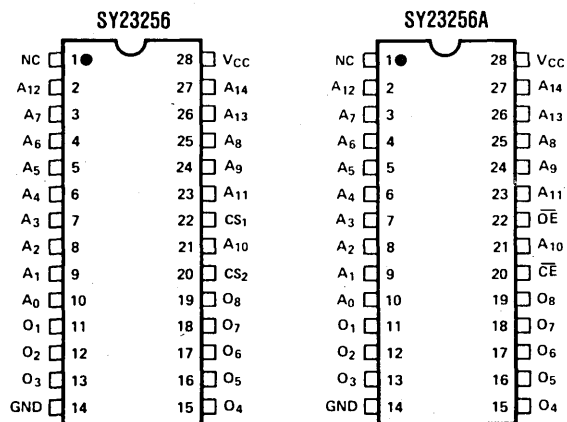 SY23256 SY23256A
NC 1 28 VCC NC 1 28 VCC
A12 2 27 A14 A12 2 27 A14
A7 3 26 A13 A7 3 26 A13
A6 4 25 A8 A6 4 25 A8
A5 5 24 A9 A5 5 24 A9
A4 6 23 A11 A4 6 23 A11
A3 7 22 CS1 A3 7 22 O̅E̅
A2 8 21 A10 A2 8 21 A10
A1 9 20 CS2 A1 9 20 C̅E̅
A0 10 19 O8 A0 10 19 O8
O1 11 18 O7 O1 11 18 O7
O2 12 17 O6 O2 12 17 O6
O3 13 16 O5 O3 13 16 O5
GND 14 15 O4 GND 14 15 O4